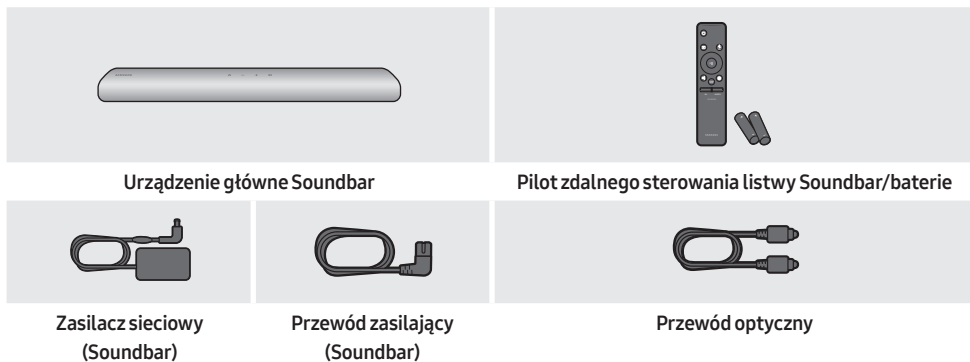 Urządzenie główne Soundbar
Pilot zdalnego sterowania listwy Soundbar/baterie
Zasilacz sieciowy
(Soundbar)
Przewód zasilający
(Soundbar)
Przewód optyczny